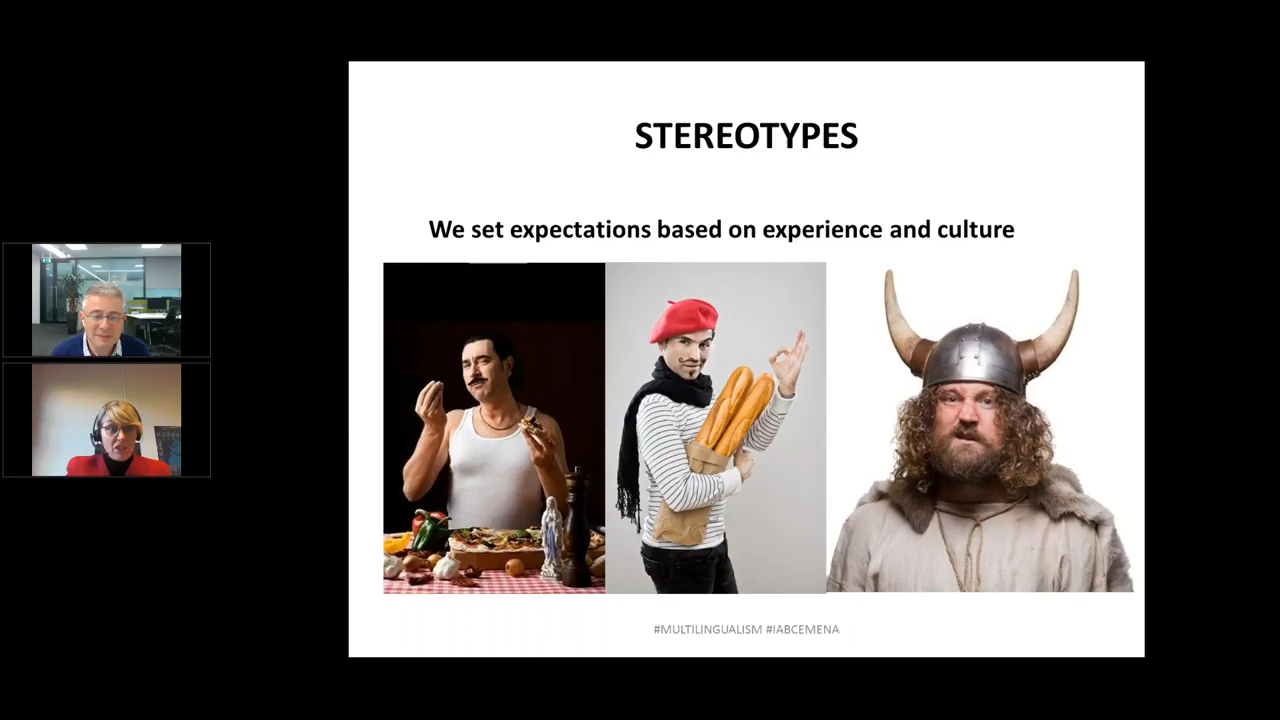 STEREOTYPES
We set expectations based on experience and culture
#MULTILINGUALISM #IABCEMENA